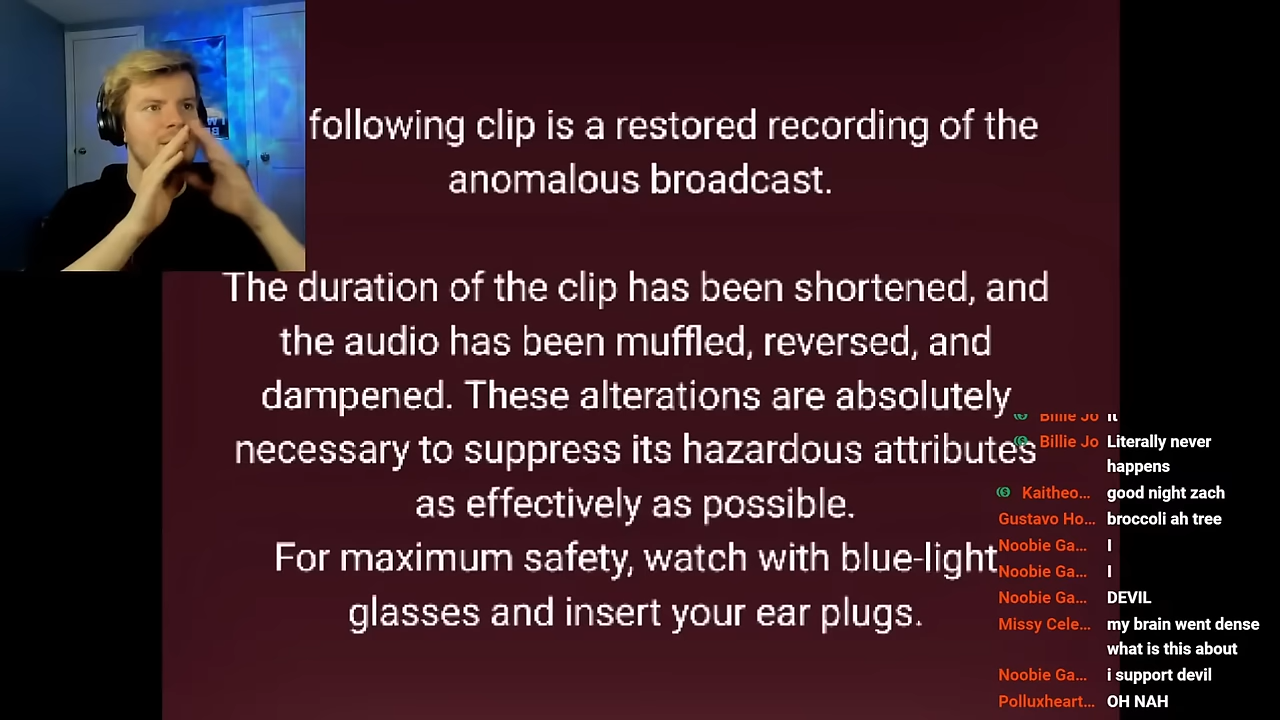 following clip is a restored recording of the
anomalous broadcast.
The duration of the clip has been shortened, and
the audio has been muffled, reversed, and
dampened. These alterations are absolutely
necessary to suppress its hazardous attributes
as effectively as possible.
For maximum safety, watch with blue-light
glasses and insert your ear plugs.
Billie Jo it
Billie Jo Literally never
happens
Kaitheo... good night zach
Gustavo Ho... broccoli ah tree
Noobie Ga... I
Noobie Ga... I
Noobie Ga... DEVIL
Missy Cele... my brain went dense
what is this about
Noobie Ga... i support devil
Polluxheart... OH NAH